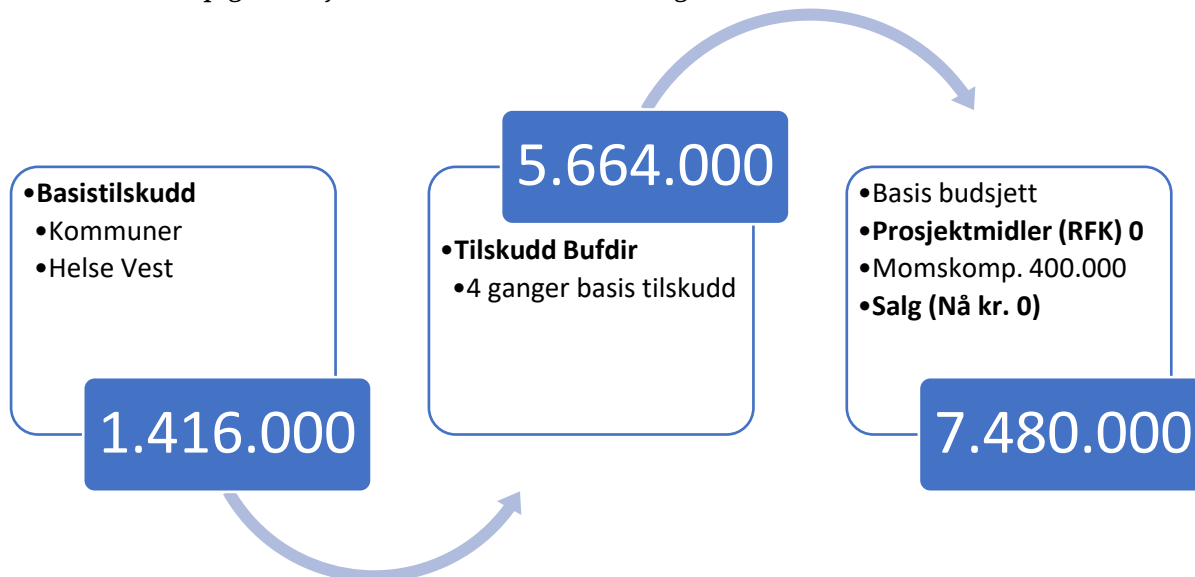 •Basistilskudd
•Kommuner
•Helse Vest
1.416.000
5.664.000
•Tilskudd Bufdir
•4 ganger basis tilskudd
•Basis budsjett
•Prosjektmidler (RFK) 0
•Momskomp. 400.000
•Salg (Nå kr. 0)
7.480.000